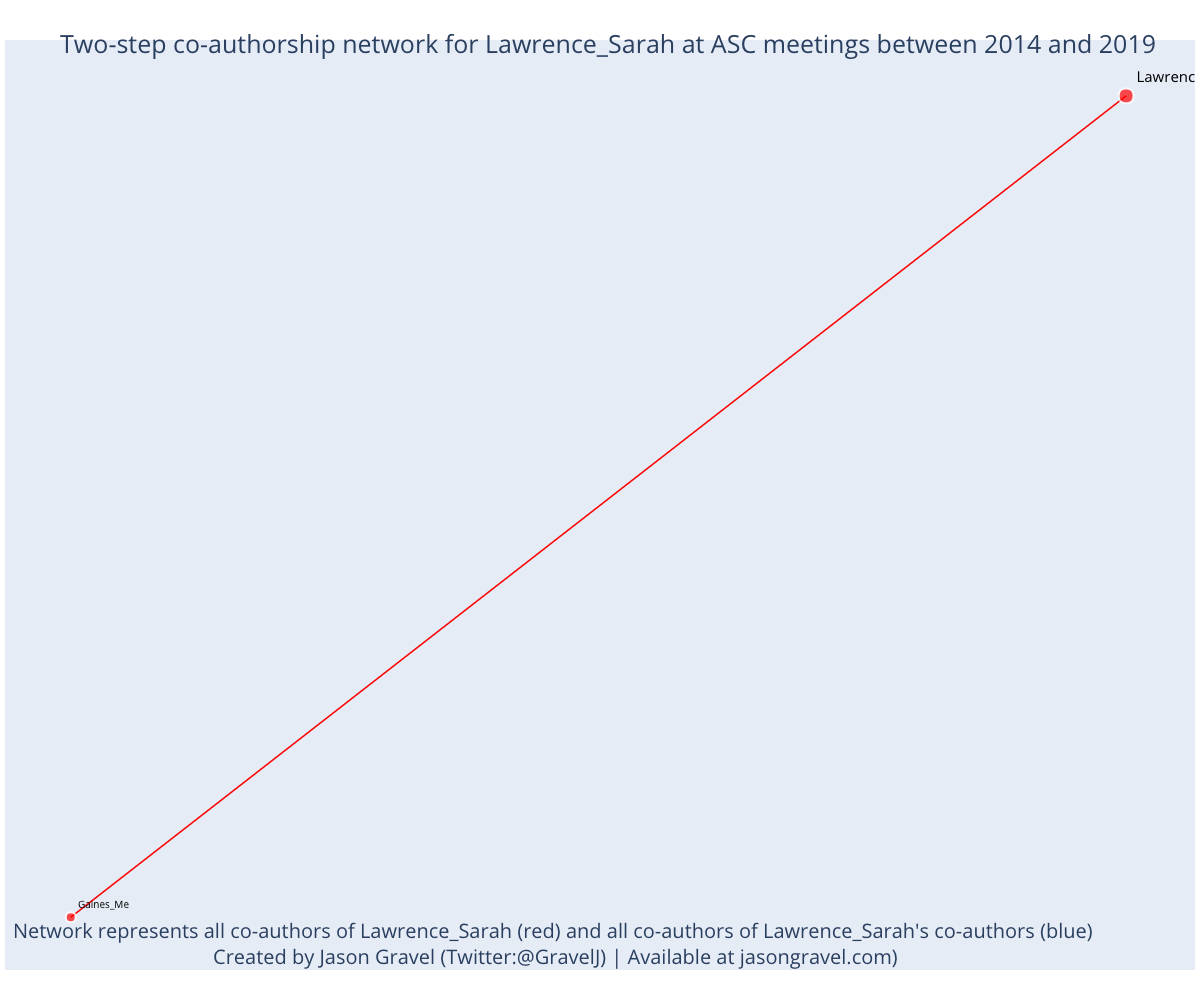 Two-step co-authorship network for Lawrence_Sarah at ASC meetings between 2014 and 2019
Lawrenc
Gaines_Me
Network represents all co-authors of Lawrence_Sarah (red) and all co-authors of Lawrence_Sarah's co-authors (blue)
Created by Jason Gravel (Twitter:@GravelJ) | Available at jasongravel.com)